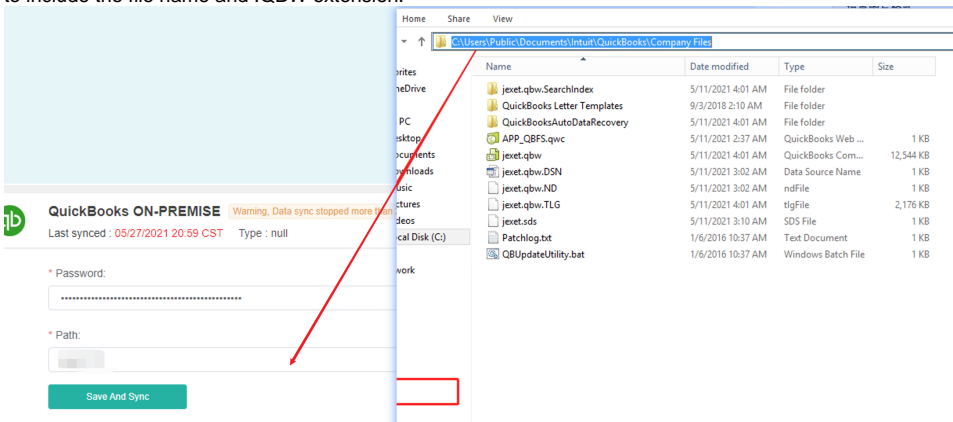 to include the file name and .QBW extension.
Home Share View
C:\Users\Public\Documents\Intuit\QuickBooks\Company Files
Name Date modified Type Size
jexet.qbw.SearchIndex 5/11/2021 4:01 AM File folder
QuickBooks Letter Templates 9/3/2018 2:10 AM File folder
QuickBooksAutoDataRecovery 5/11/2021 4:01 AM File folder
APP_QBFS.qwc 5/11/2021 2:37 AM QuickBooks Web ... 1 KB
jexet.qbw 5/11/2021 4:01 AM QuickBooks Com... 12,544 KB
jexet.qbw.DSN 5/11/2021 3:02 AM Data Source Name 1 KB
jexet.qbw.ND 5/11/2021 3:02 AM ndFile 1 KB
jexet.qbw.TLG 5/11/2021 4:01 AM tlgFile 2,176 KB
jexet.sds 5/11/2021 3:10 AM SDS File 1 KB
Patchlog.txt 1/6/2016 10:37 AM Text Document 1 KB
QBUpdateUtility.bat 1/6/2016 10:37 AM Windows Batch File 1 KB
orites
neDrive
PC
esktop
ocuments
ownloads
usic
ctures
deos
ocal Disk (C:)
work
qb
QuickBooks ON-PREMISE Warning, Data sync stopped more than
Last synced : 05/27/2021 20:59 CST Type : null
* Password:
* Path:
Save And Sync